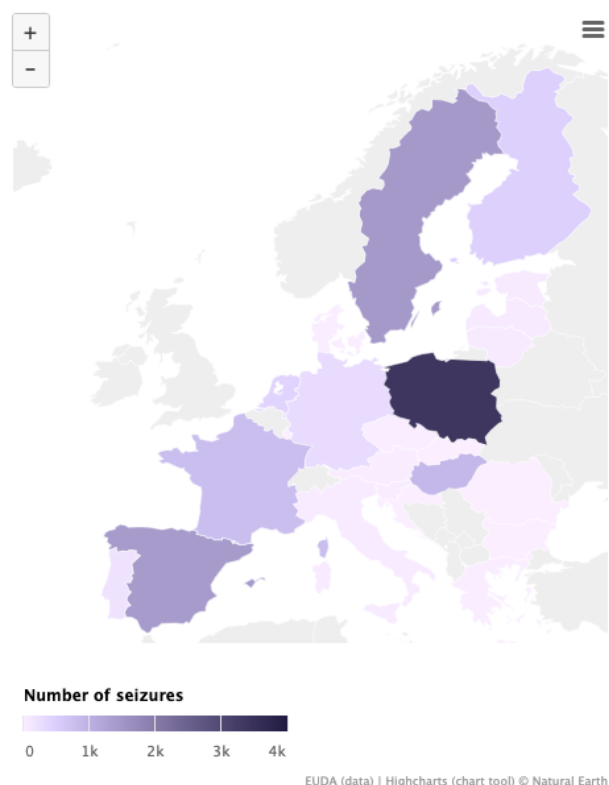 +
−
Number of seizures
0 1k 2k 3k 4k
EUDA (data) | Highcharts (chart tool) © Natural Earth